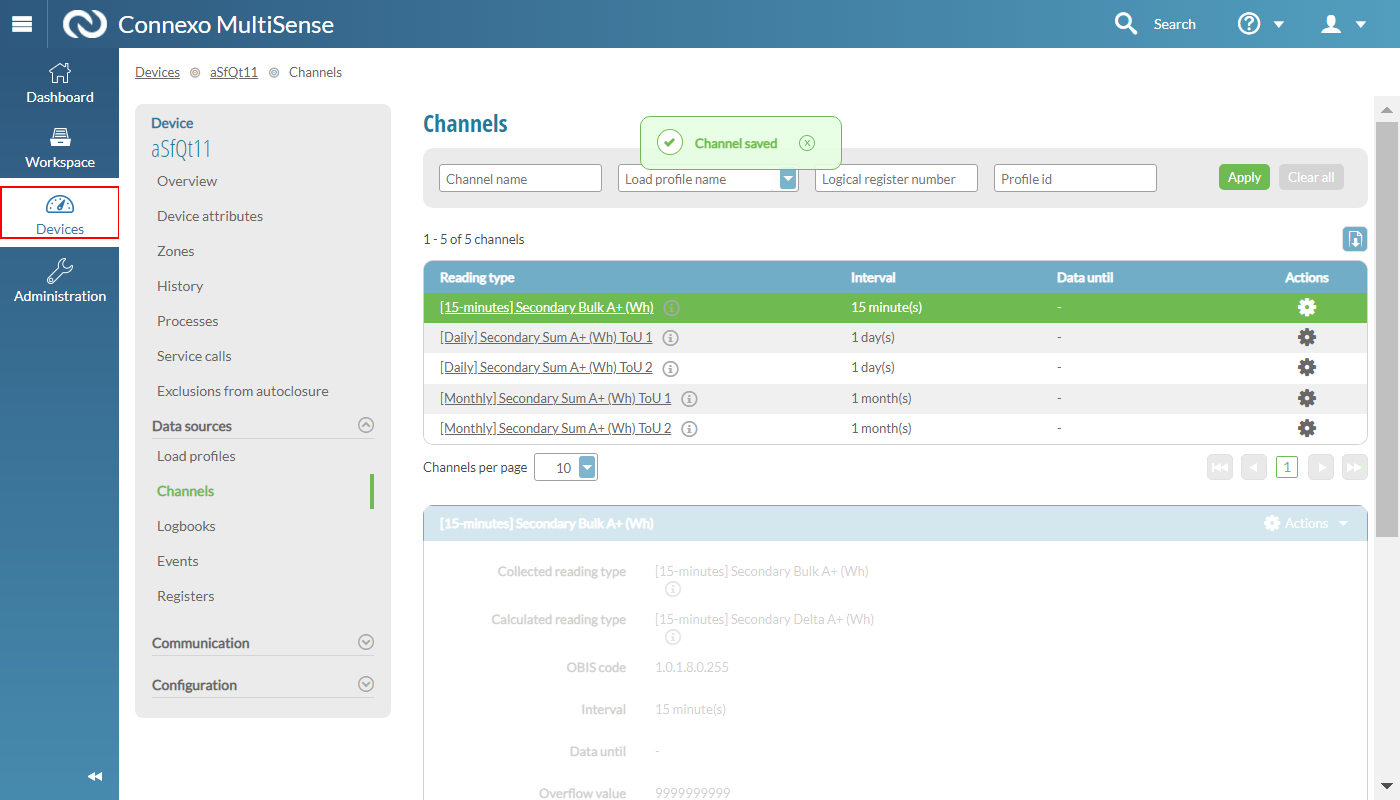 Connexo MultiSense
Search
Dashboard
Workspace
Devices
Administration
Devices aSfQt11 Channels
Device
aSfQt11
Overview
Device attributes
Zones
History
Processes
Service calls
Exclusions from autoclosure
Data sources
Load profiles
Channels
Logbooks
Events
Registers
Communication
Configuration
Channels
Channel saved
Channel name Load profile name Logical register number Profile id Apply Clear all
1 - 5 of 5 channels
Reading type Interval Data until Actions
[15-minutes] Secondary Bulk A+ (Wh) 15 minute(s) -
[Daily] Secondary Sum A+ (Wh) ToU 1 1 day(s) -
[Daily] Secondary Sum A+ (Wh) ToU 2 1 day(s) -
[Monthly] Secondary Sum A+ (Wh) ToU 1 1 month(s) -
[Monthly] Secondary Sum A+ (Wh) ToU 2 1 month(s) -
Channels per page 10 1
[15-minutes] Secondary Bulk A+ (Wh) Actions
Collected reading type [15-minutes] Secondary Bulk A+ (Wh)
Calculated reading type [15-minutes] Secondary Delta A+ (Wh)
OBIS code 1.0.1.8.0.255
Interval 15 minute(s)
Data until -
Overflow value 9999999999